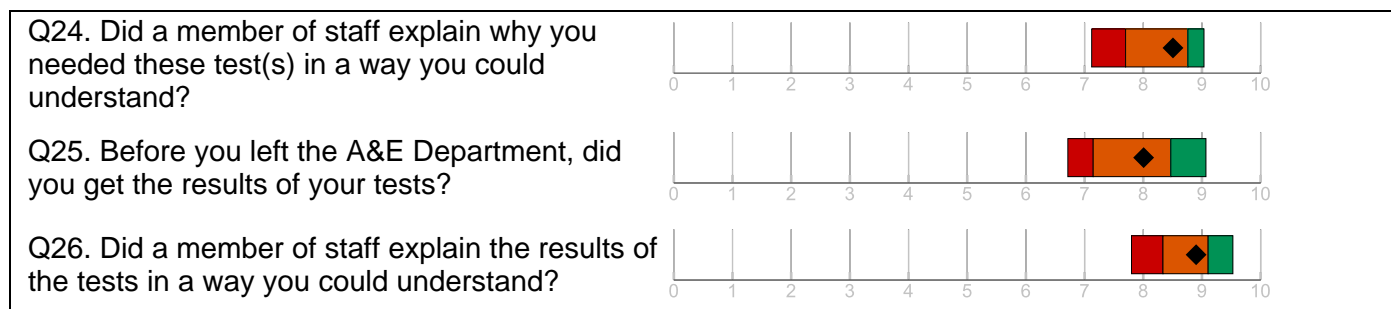 Q24. Did a member of staff explain why you
needed these test(s) in a way you could
understand?
0 1 2 3 4 5 6 7 8 9 10
Q25. Before you left the A&E Department, did
you get the results of your tests?
0 1 2 3 4 5 6 7 8 9 10
Q26. Did a member of staff explain the results of
the tests in a way you could understand?
0 1 2 3 4 5 6 7 8 9 10